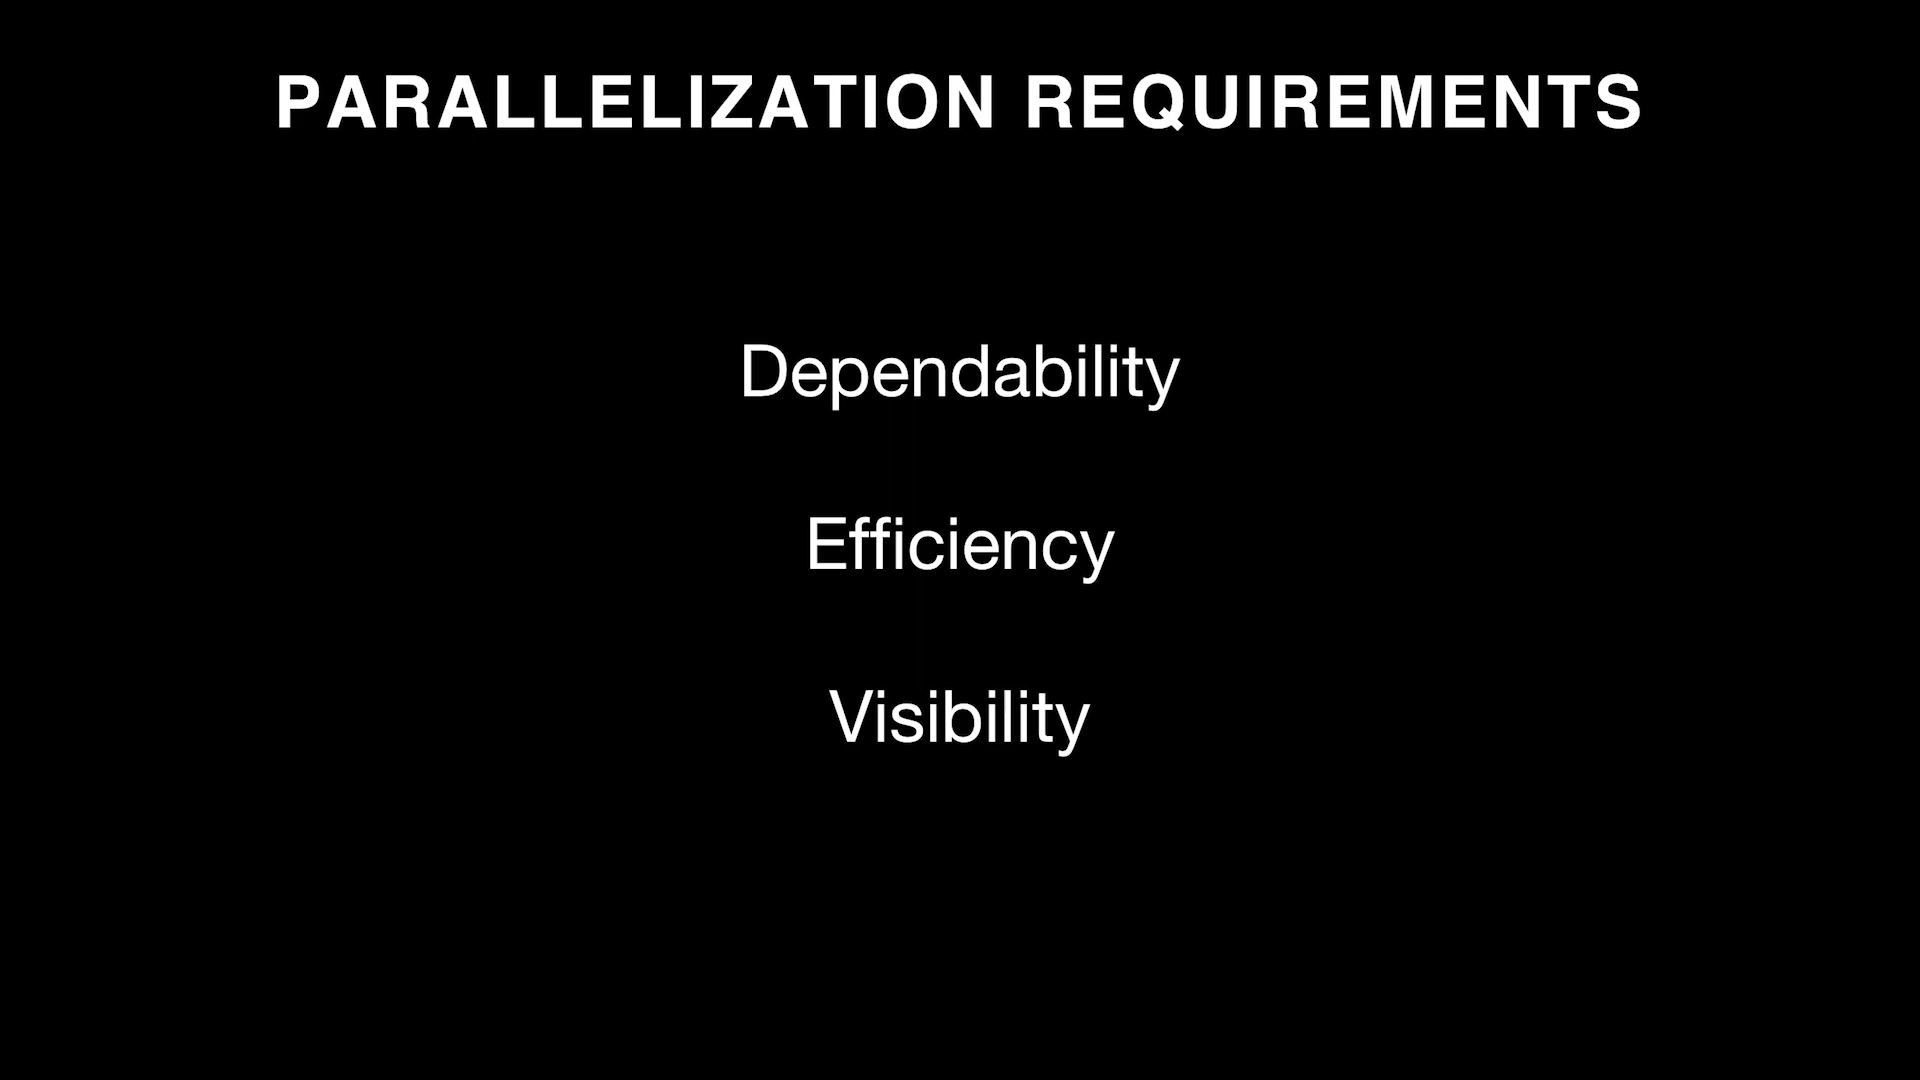 PARALLELIZATION REQUIREMENTS
Dependability
Efficiency
Visibility